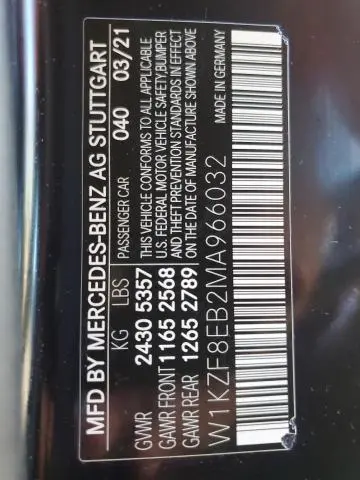 MFD BY MERCEDES-BENZ AG STUTTGART
KG LBS PASSENGER CAR 040 03/21
GVWR 2430 5357 THIS VEHICLE CONFORMS TO ALL APPLICABLE
U.S. FEDERAL MOTOR VEHICLE SAFETY, BUMPER
GAWR FRONT 1165 2568 AND THEFT PREVENTION STANDARDS IN EFFECT
GAWR REAR 1265 2789 ON THE DATE OF MANUFACTURE SHOWN ABOVE
MADE IN GERMANY
W1KZF8EB2MA966032